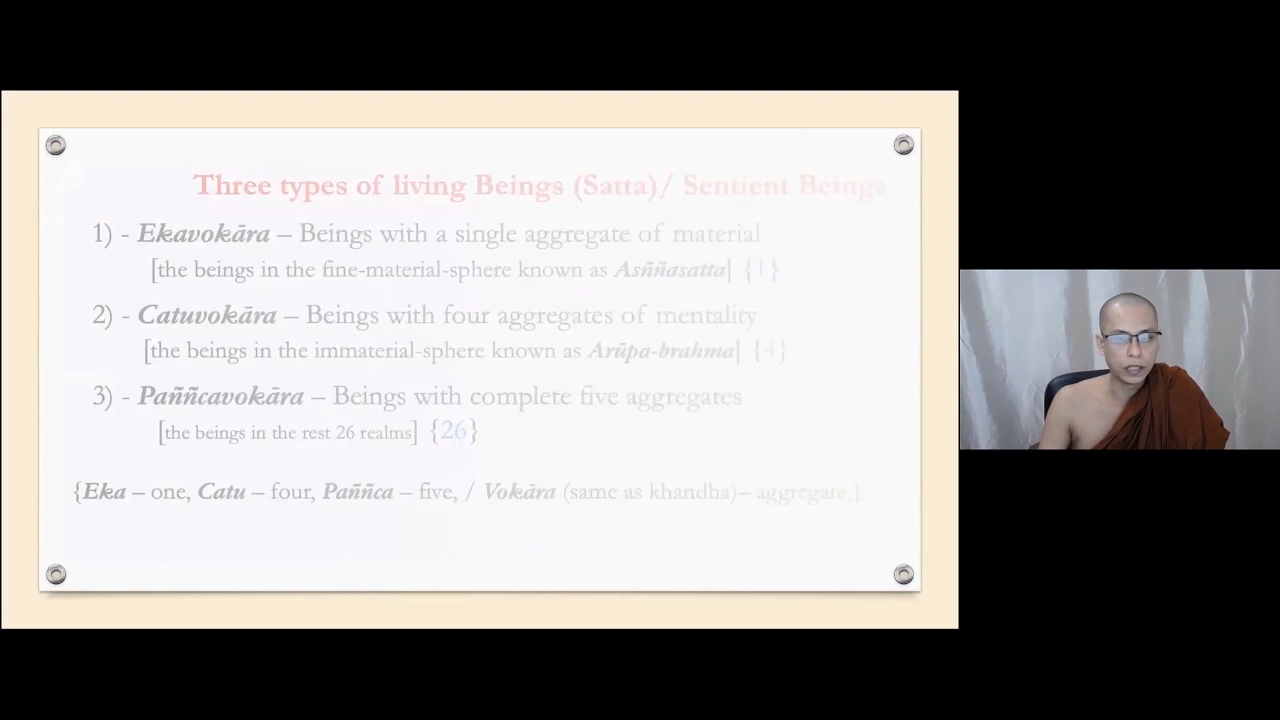 Three types of living Beings (Satta)/ Sentient Beings
1) - Ekavokāra – Beings with a single aggregate of material
[the beings in the fine-material-sphere known as Asññasatta] {1}
2) - Catuvokāra – Beings with four aggregates of mentality
[the beings in the immaterial-sphere known as Arūpa-brahma] {4}
3) - Paññcavokāra – Beings with complete five aggregates
[the beings in the rest 26 realms] {26}
{Eka – one, Catu – four, Paññca – five, / Vokāra (same as khandha)– aggregate,}